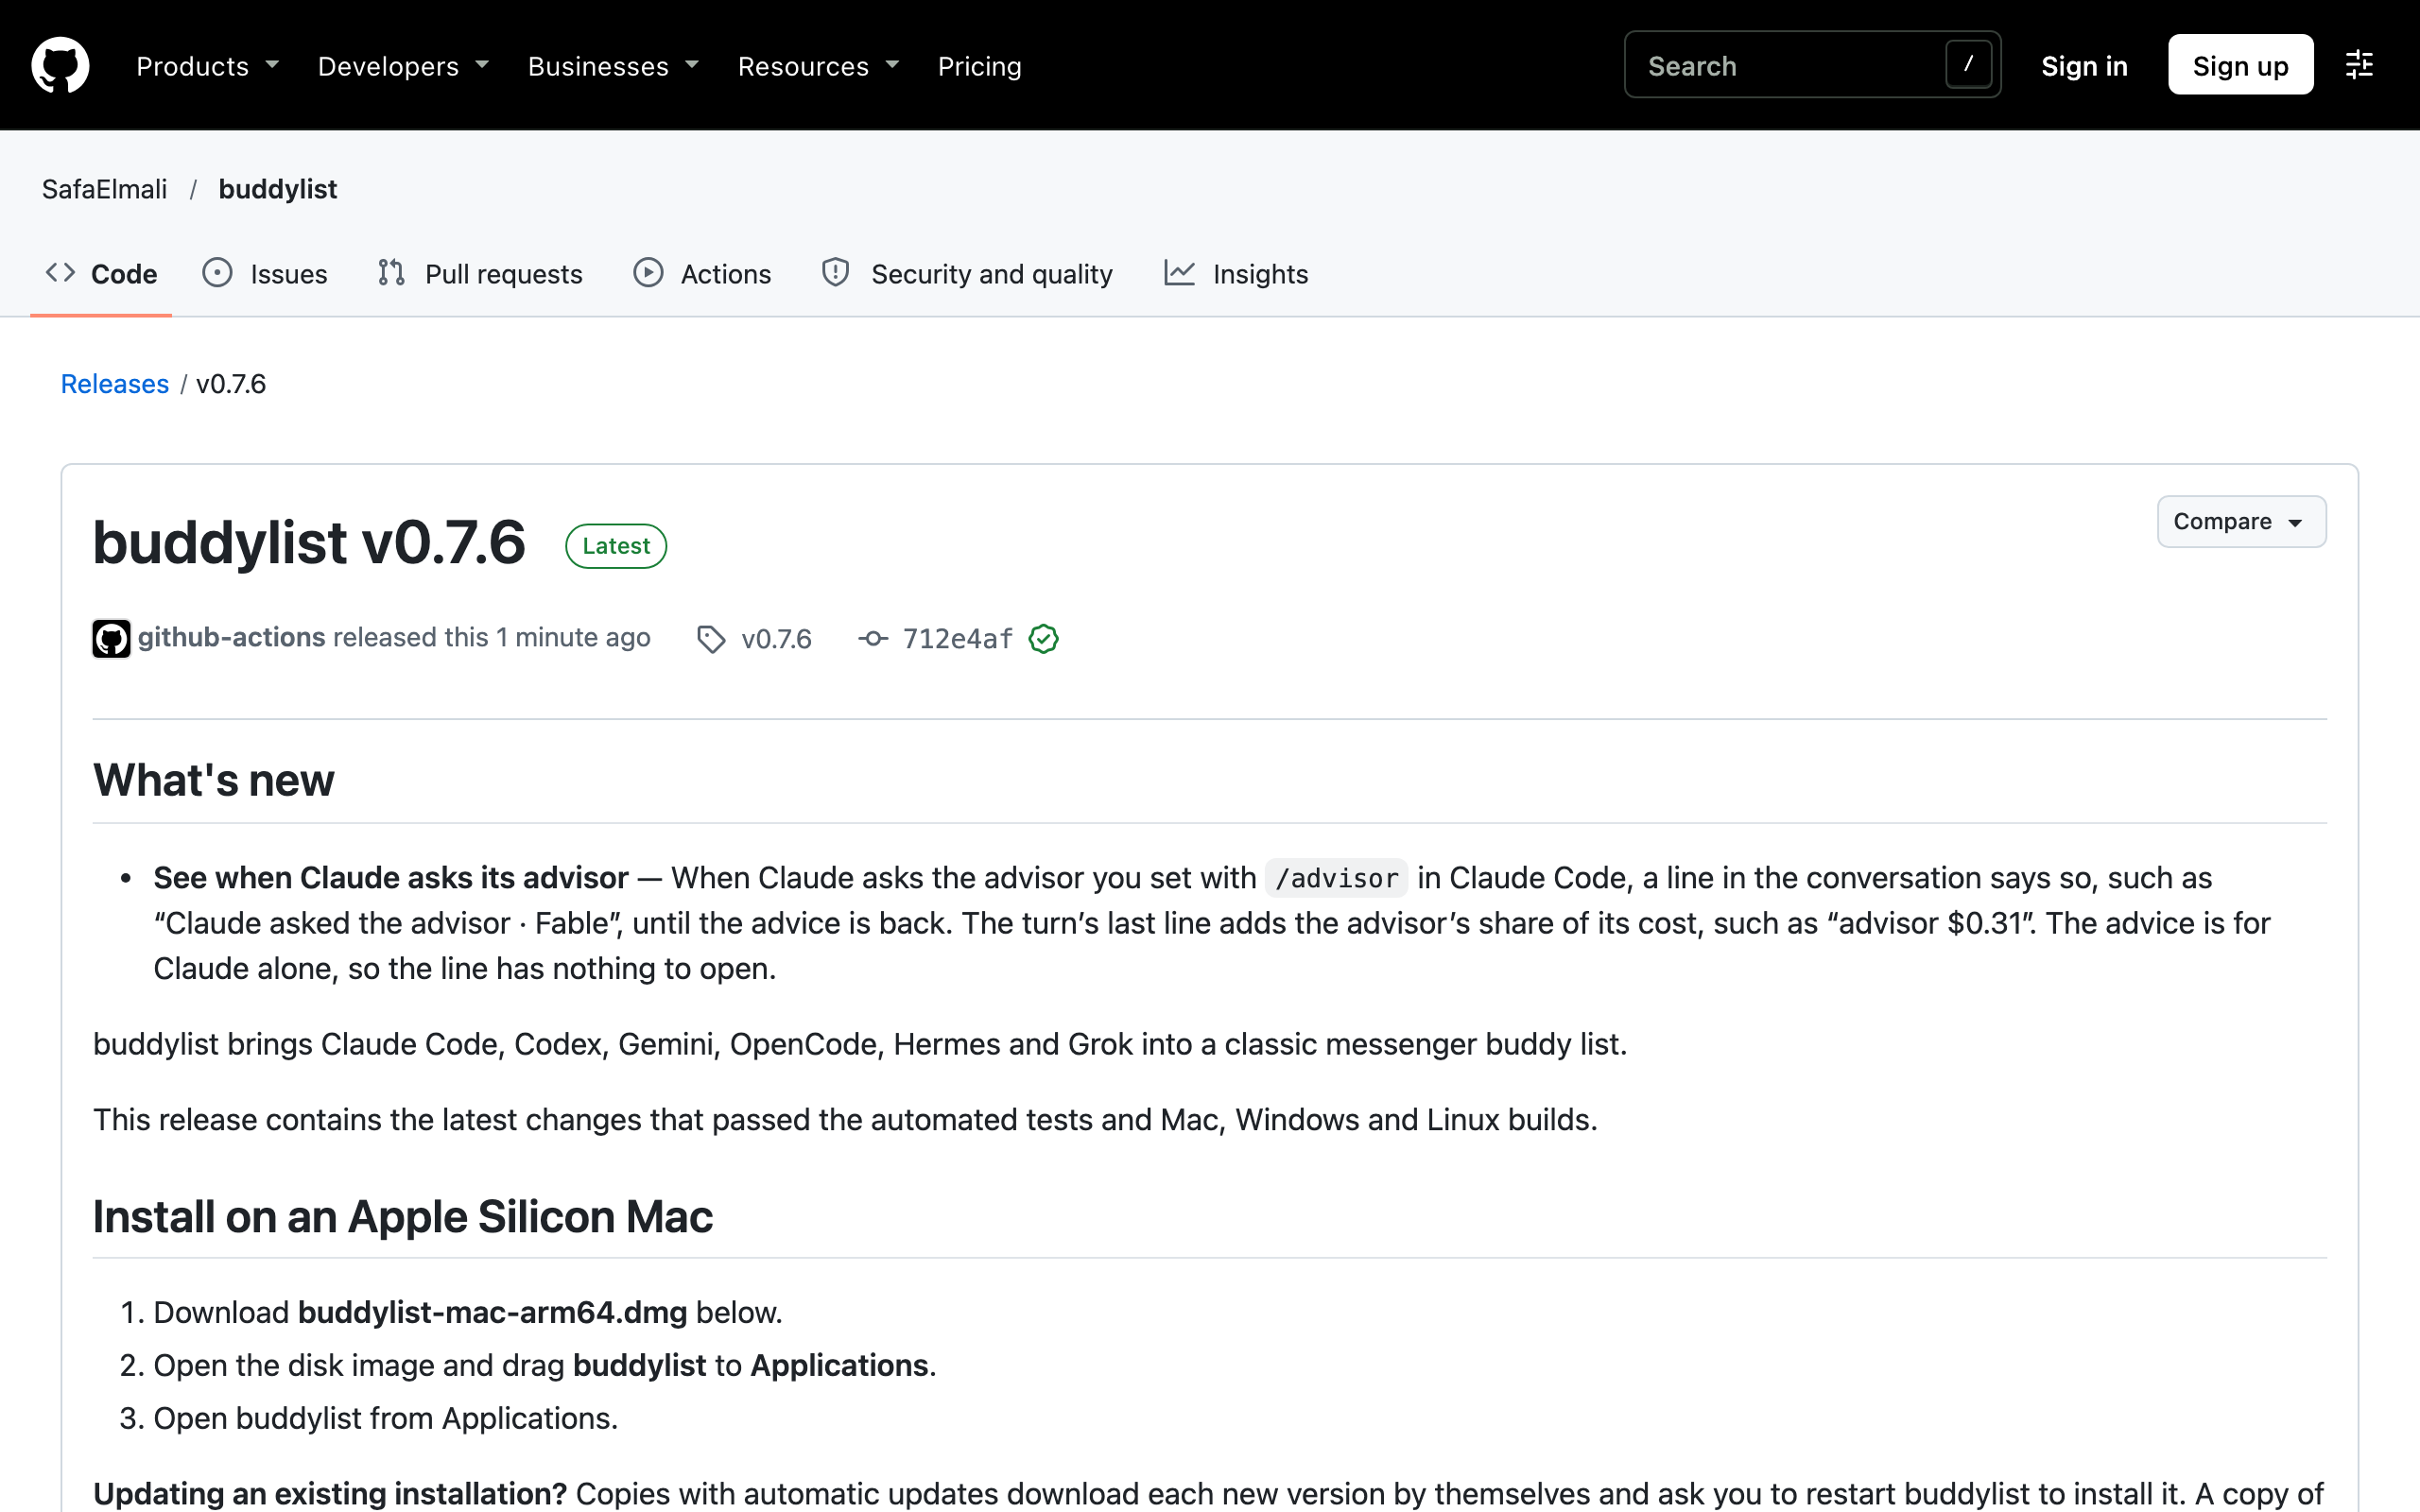 Products
Developers
Businesses
Resources
Pricing
Search
/
Sign in
Sign up
SafaElmali / buddylist
Code
Issues
Pull requests
Actions
Security and quality
Insights
Releases / v0.7.6
buddylist v0.7.6
Latest
Compare
github-actions released this 1 minute ago
v0.7.6
712e4af
What's new
• See when Claude asks its advisor — When Claude asks the advisor you set with /advisor in Claude Code, a line in the conversation says so, such as
“Claude asked the advisor · Fable”, until the advice is back. The turn’s last line adds the advisor’s share of its cost, such as “advisor $0.31”. The advice is for
Claude alone, so the line has nothing to open.
buddylist brings Claude Code, Codex, Gemini, OpenCode, Hermes and Grok into a classic messenger buddy list.
This release contains the latest changes that passed the automated tests and Mac, Windows and Linux builds.
Install on an Apple Silicon Mac
1. Download buddylist-mac-arm64.dmg below.
2. Open the disk image and drag buddylist to Applications.
3. Open buddylist from Applications.
Updating an existing installation? Copies with automatic updates download each new version by themselves and ask you to restart buddylist to install it. A copy of